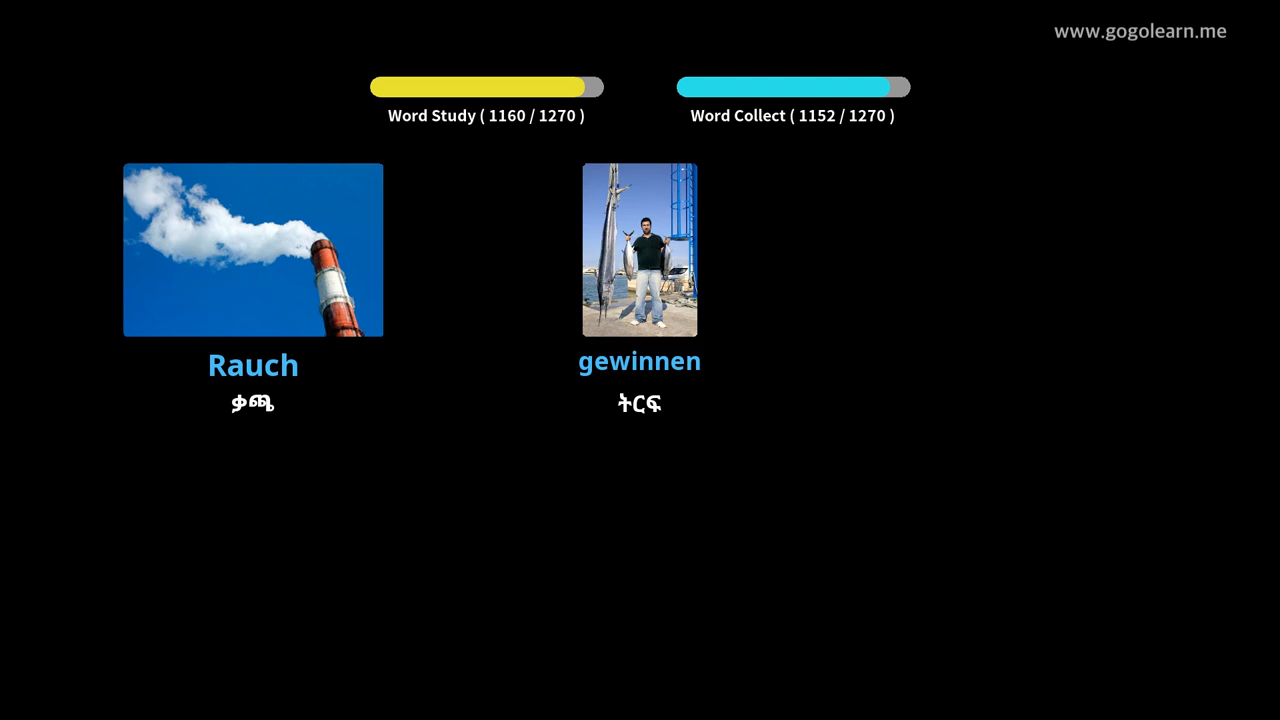 www.gogolearn.me
Word Study ( 1160 / 1270 )
Word Collect ( 1152 / 1270 )
Rauch
ቃጫ
gewinnen
ትርፍ